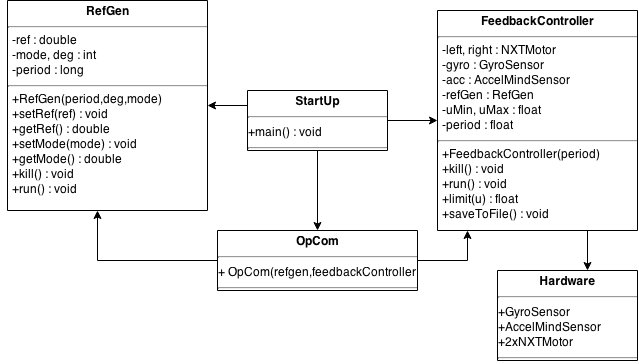 RefGen
-ref : double
-mode, deg : int
-period : long
+RefGen(period,deg,mode)
+setRef(ref) : void
+getRef() : double
+setMode(mode) : void
+getMode() : double
+kill() : void
+run() : void
StartUp
+main() : void
FeedbackController
-left, right : NXTMotor
-gyro : GyroSensor
-acc : AccelMindSensor
-refGen : RefGen
-uMin, uMax : float
-period : float
+FeedbackController(period)
+kill() : void
+run() : void
+limit(u) : float
+saveToFile() : void
OpCom
+ OpCom(refgen,feedbackController
Hardware
+GyroSensor
+AccelMindSensor
+2xNXTMotor